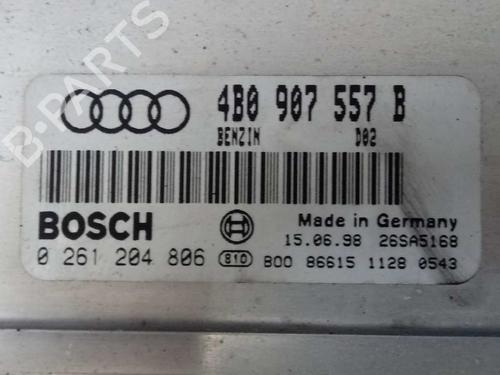 B-PARTS
4B0 907 557 B
BENZIN D02
BOSCH
Made in Germany
15.06.98 26SA5168
0 261 204 806 810 B00 86615 1128 0543